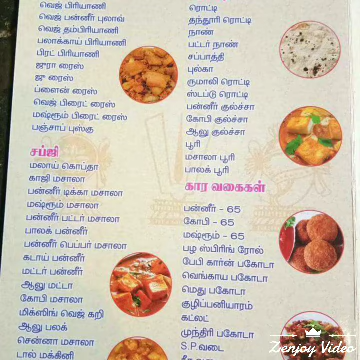 வெஜ் பிரியாணி
வெஜ் பன்னீர் புலாவ்
வெஜ் தம்பிரியாணி
பலாக்காய் பிரியாணி
பிரட் பிரியாணி
ஜுரா ரைஸ்
ஜு ரைஸ்
ப்ளைன் ரைஸ்
வெஜ் பிரைட் ரைஸ்
மஷ்ரூம் பிரைட் ரைஸ்
பஞ்சாப் புஸ்கு
சப்ஜி
மலாய் கொப்தா
காஜி மசாலா
பன்னீர் டிக்கா மசாலா
மஷ்ரூம் மசாலா
பன்னீர் பட்டர் மசாலா
பாலக் பன்னீர்
பன்னீர் பெப்பர் மசாலா
கடாய் பன்னீர்
மட்டர் பன்னீர்
ஆலு மட்டர்
கோபி மசாலா
மிக்ஸிங் வெஜ் கறி
ஆலு பலக்
சென்னா மசாலா
டால் மக்கினி
ரொட்டி
தந்தூரி ரொட்டி
நாண்
பட்டர் நாண்
சப்பாத்தி
புல்கா
ருமாலி ரொட்டி
ஸ்டப்டு ரொட்டி
பன்னீர் குல்ச்சா
கோபி குல்ச்சா
ஆலு குல்ச்சா
பூரி
மசாலா பூரி
பாலக் பூரி
கார வகைகள்
பன்னீர் - 65
கோபி - 65
மஷ்ரூம் - 65
பழ ஸ்பிரிங் ரோல்
பேபி கார்ன் பகோடா
வெங்காய பகோடா
மெது பகோடா
குழிப்பனியாரம்
கட்லட்
முந்திரி பகோடா
S.P.வடை
Zenjoy Video